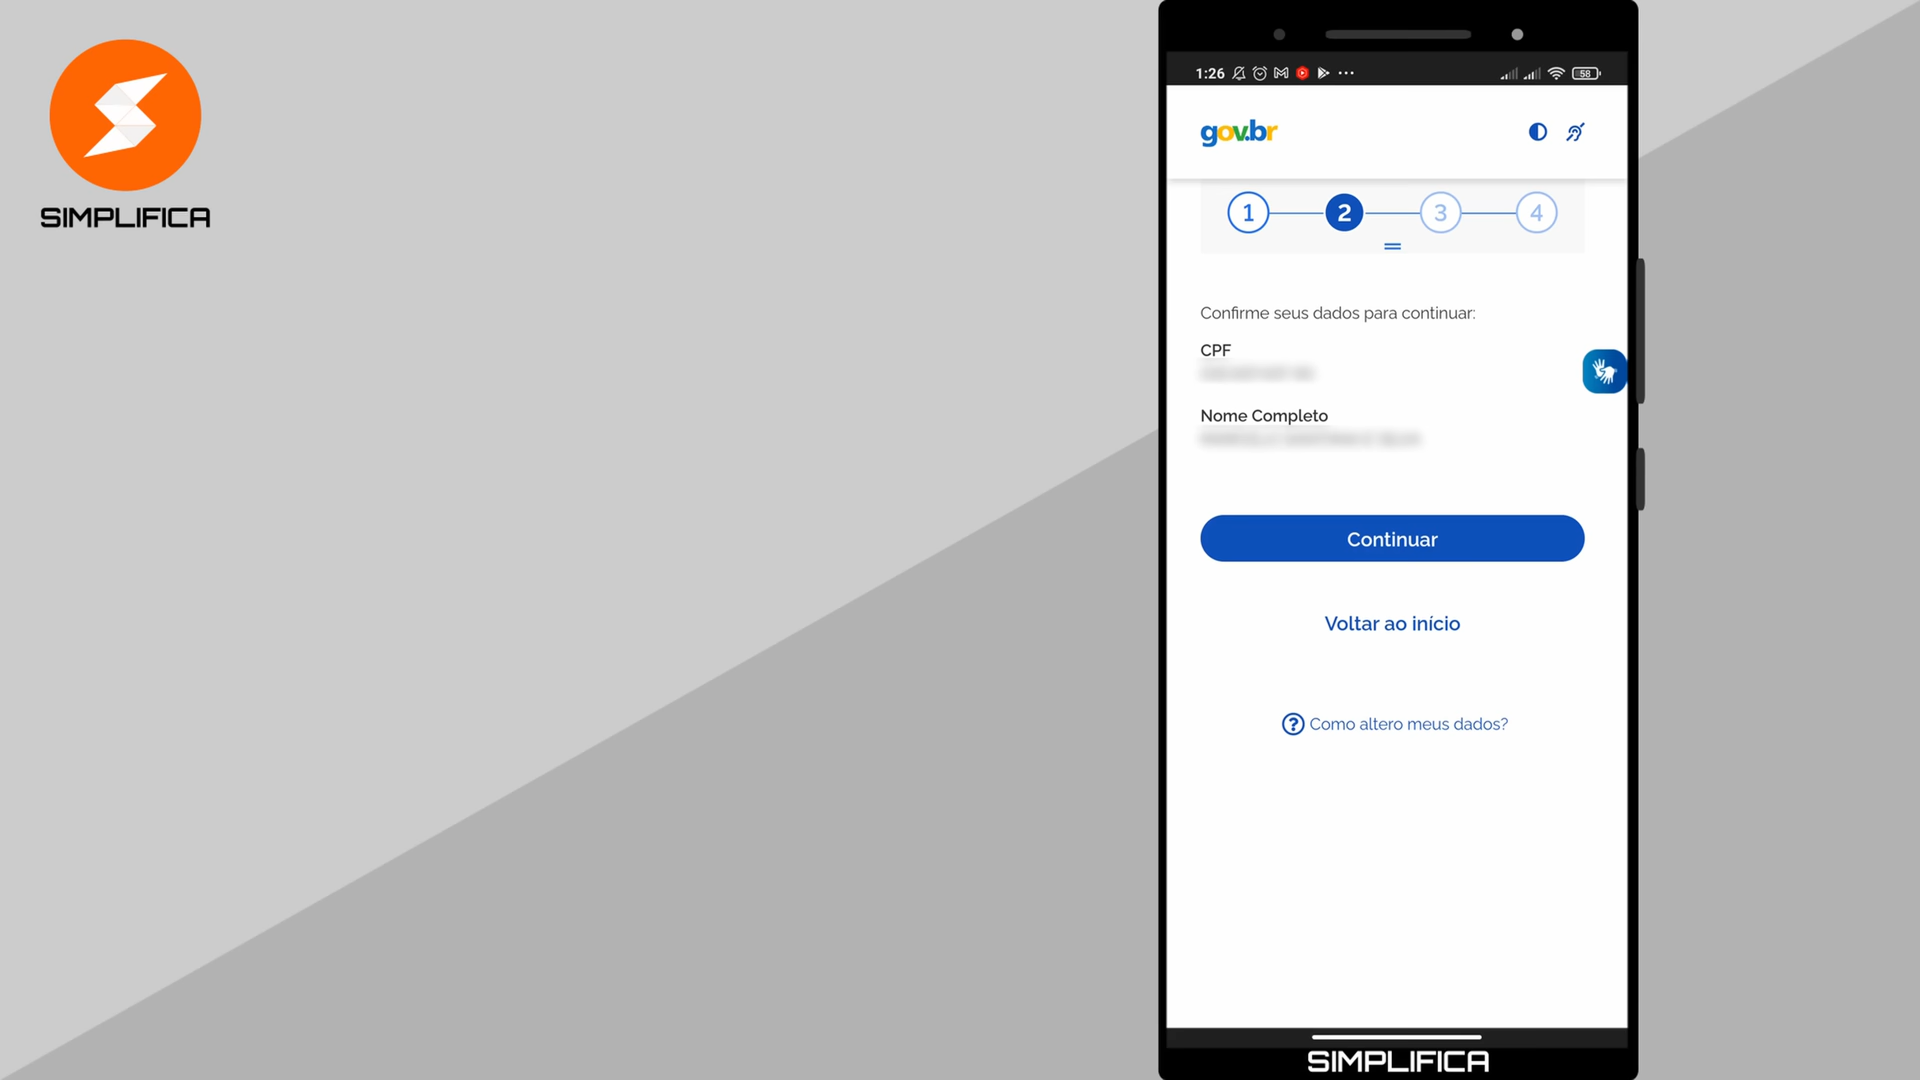 SIMPLIFICA
1:26
58
gov.br
1
2
3
4
Confirme seus dados para continuar:
CPF
Nome Completo
Continuar
Voltar ao início
? Como altero meus dados?
SIMPLIFICA